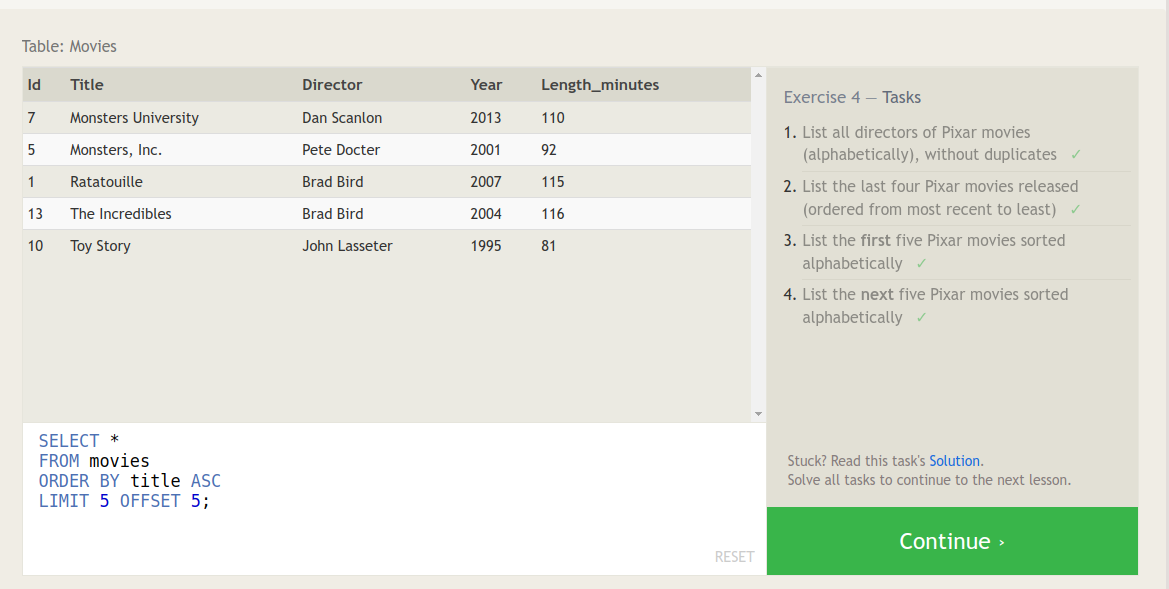 Table: Movies
Id Title Director Year Length_minutes
7 Monsters University Dan Scanlon 2013 110
5 Monsters, Inc. Pete Docter 2001 92
1 Ratatouille Brad Bird 2007 115
13 The Incredibles Brad Bird 2004 116
10 Toy Story John Lasseter 1995 81
SELECT *
FROM movies
ORDER BY title ASC
LIMIT 5 OFFSET 5;
RESET
Exercise 4 — Tasks
1. List all directors of Pixar movies
(alphabetically), without duplicates ✓
2. List the last four Pixar movies released
(ordered from most recent to least) ✓
3. List the first five Pixar movies sorted
alphabetically ✓
4. List the next five Pixar movies sorted
alphabetically ✓
Stuck? Read this task's Solution.
Solve all tasks to continue to the next lesson.
Continue ›